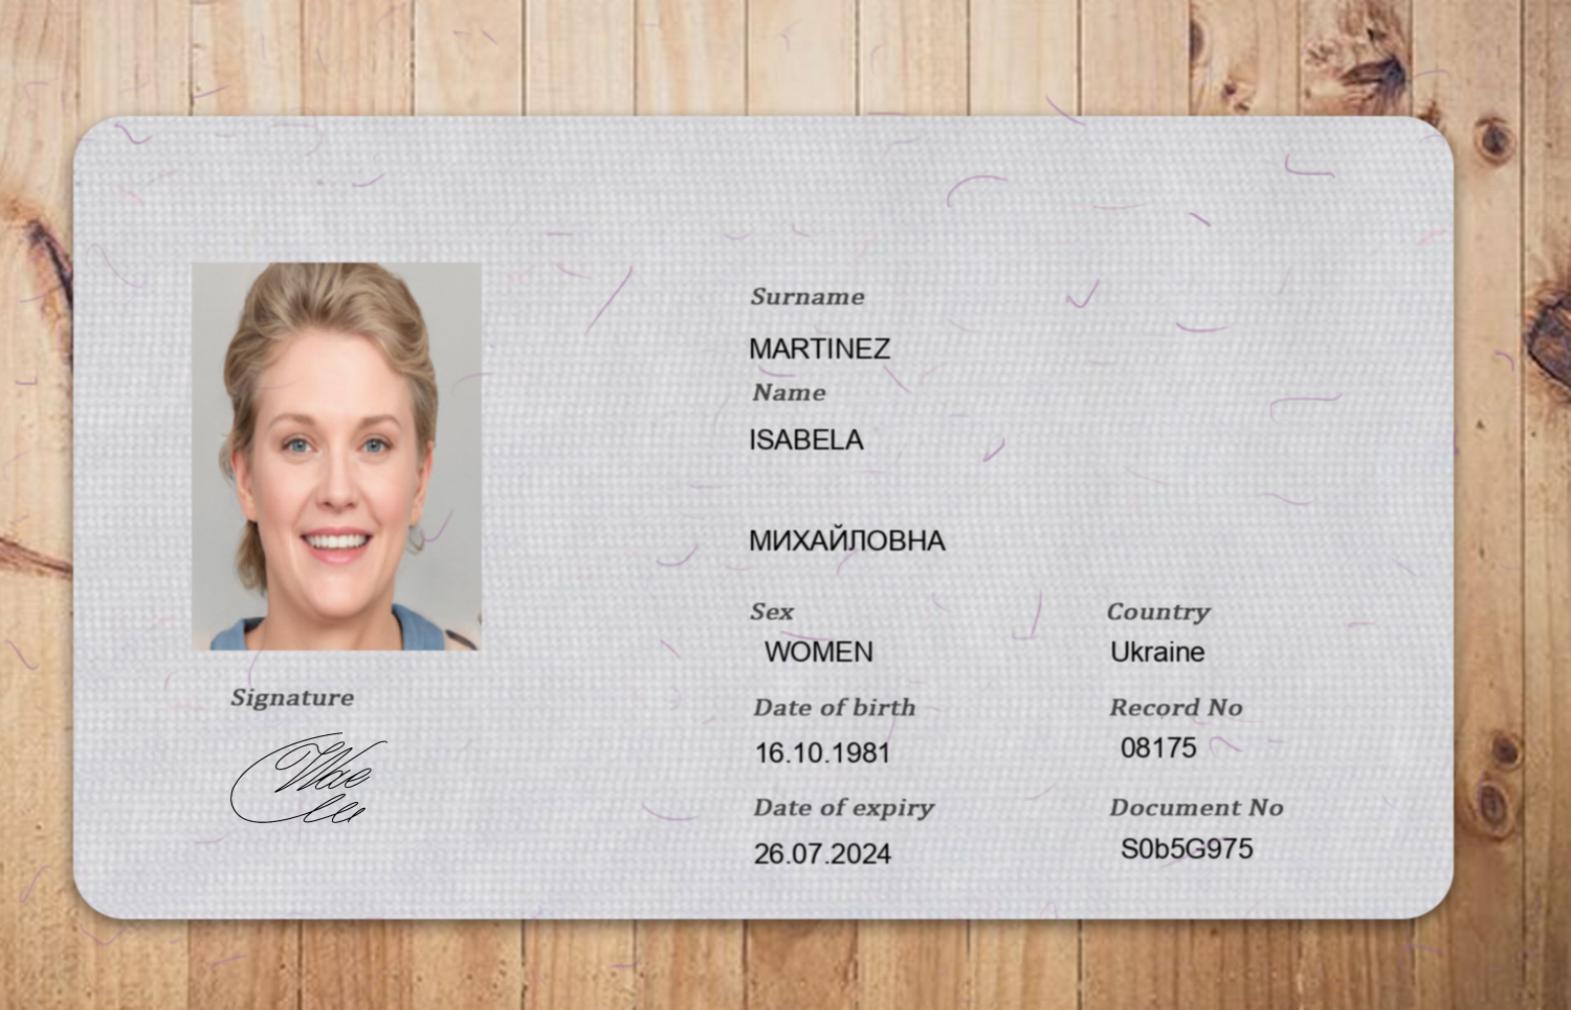 Surname
MARTINEZ
Name
ISABELA
МИХАЙЛОВНА
Sex
Country
WOMEN
Ukraine
Signature
Date of birth
Record No
16.10.1981
08175
Date of expiry
Document No
26.07.2024
S0b5G975